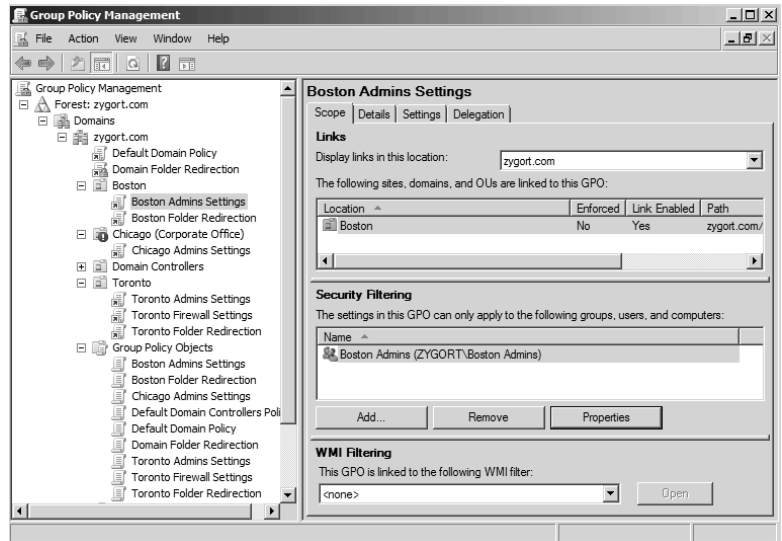 Group Policy Management
File Action View Window Help
Group Policy Management
Forest: zygort.com
Domains
zygort.com
Default Domain Policy
Domain Folder Redirection
Boston
Boston Admins Settings
Boston Folder Redirection
Chicago (Corporate Office)
Chicago Admins Settings
Domain Controllers
Toronto
Toronto Admins Settings
Toronto Firewall Settings
Toronto Folder Redirection
Group Policy Objects
Boston Admins Settings
Boston Folder Redirection
Chicago Admins Settings
Default Domain Controllers Poli
Default Domain Policy
Domain Folder Redirection
Toronto Admins Settings
Toronto Firewall Settings
Toronto Folder Redirection
Boston Admins Settings
Scope Details Settings Delegation
Links
Display links in this location: zygort.com
The following sites, domains, and OUs are linked to this GPO:
Location Enforced Link Enabled Path
Boston No Yes zygort.com/
Security Filtering
The settings in this GPO can only apply to the following groups, users, and computers:
Name
Boston Admins (ZYGORT\Boston Admins)
Add... Remove Properties
WMI Filtering
This GPO is linked to the following WMI filter:
<none> Open